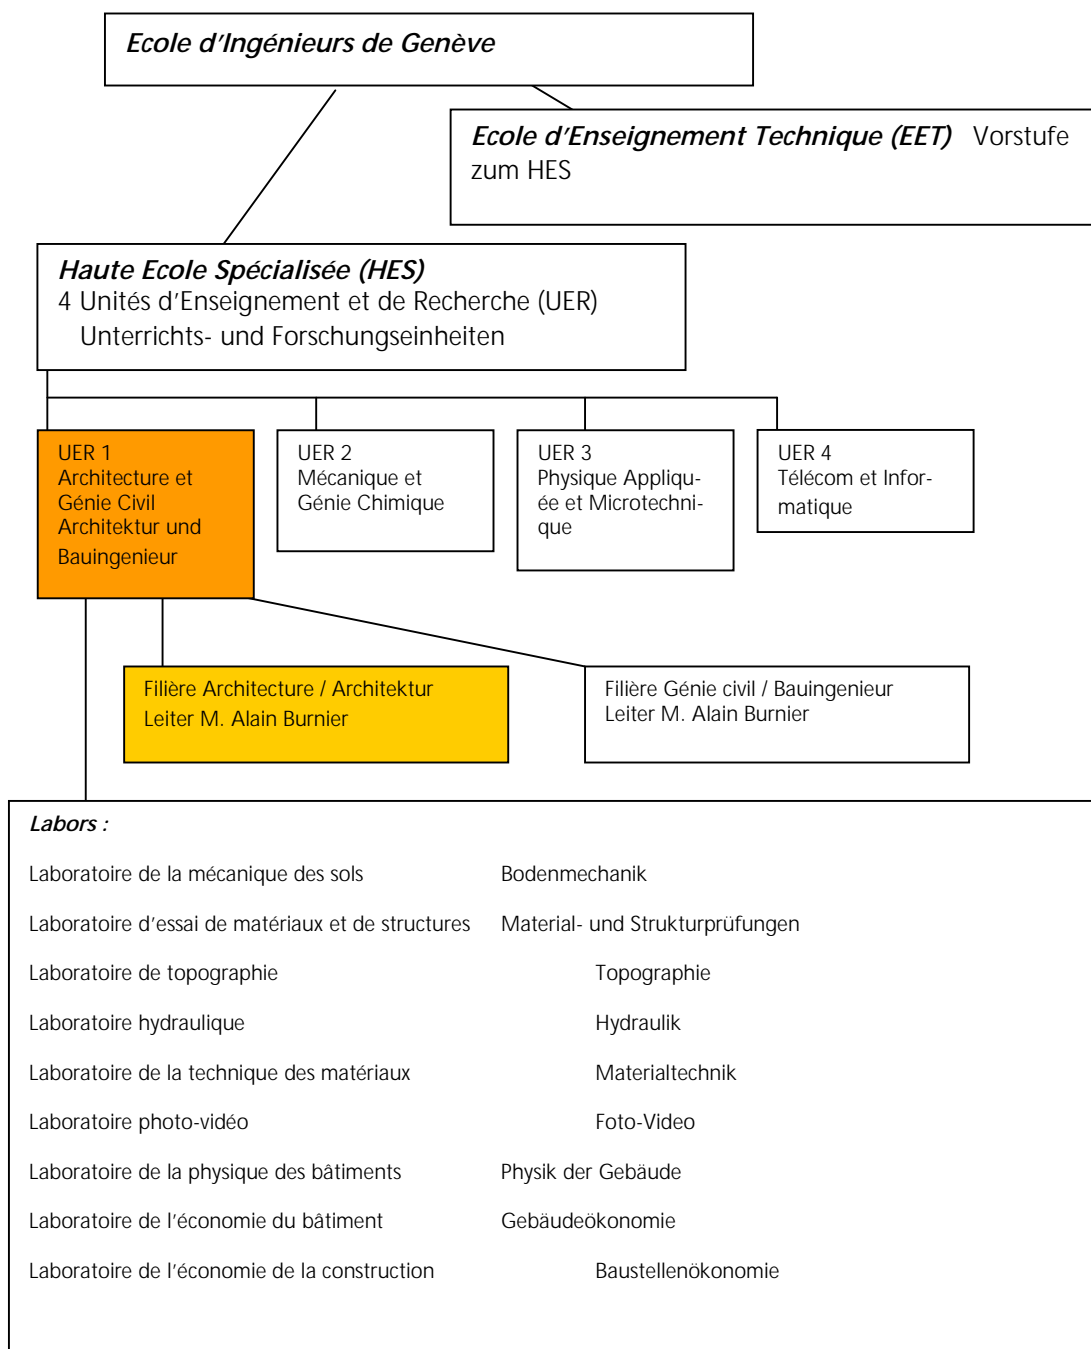 Ecole d'Ingénieurs de Genève
Ecole d'Enseignement Technique (EET) Vorstufe
zum HES
Haute Ecole Spécialisée (HES)
4 Unités d'Enseignement et de Recherche (UER)
Unterrichts- und Forschungseinheiten
UER 1
Architecture et
Génie Civil
Architektur und
Bauingenieur
UER 2
Mécanique et
Génie Chimique
UER 3
Physique Appliqu-
ée et Microtechni-
que
UER 4
Télécom et Infor-
matique
Filière Architecture / Architektur
Leiter M. Alain Burnier
Filière Génie civil / Bauingenieur
Leiter M. Alain Burnier
Labors :
Laboratoire de la mécanique des sols Bodenmechanik
Laboratoire d'essai de matériaux et de structures Material- und Strukturprüfungen
Laboratoire de topographie Topographie
Laboratoire hydraulique Hydraulik
Laboratoire de la technique des matériaux Materialtechnik
Laboratoire photo-vidéo Foto-Video
Laboratoire de la physique des bâtiments Physik der Gebäude
Laboratoire de l'économie du bâtiment Gebäudeökonomie
Laboratoire de l'économie de la construction Baustellenökonomie